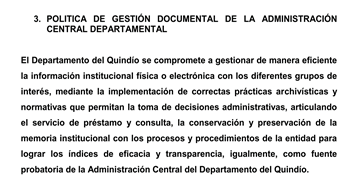 3. POLITICA DE GESTIÓN DOCUMENTAL DE LA ADMINISTRACIÓN
CENTRAL DEPARTAMENTAL
El Departamento del Quindío se compromete a gestionar de manera eficiente
la información institucional física o electrónica con los diferentes grupos de
interés, mediante la implementación de correctas prácticas archivísticas y
normativas que permitan la toma de decisiones administrativas, articulando
el servicio de préstamo y consulta, la conservación y preservación de la
memoria institucional con los procesos y procedimientos de la entidad para
lograr los índices de eficacia y transparencia, igualmente, como fuente
probatoria de la Administración Central del Departamento del Quindío.